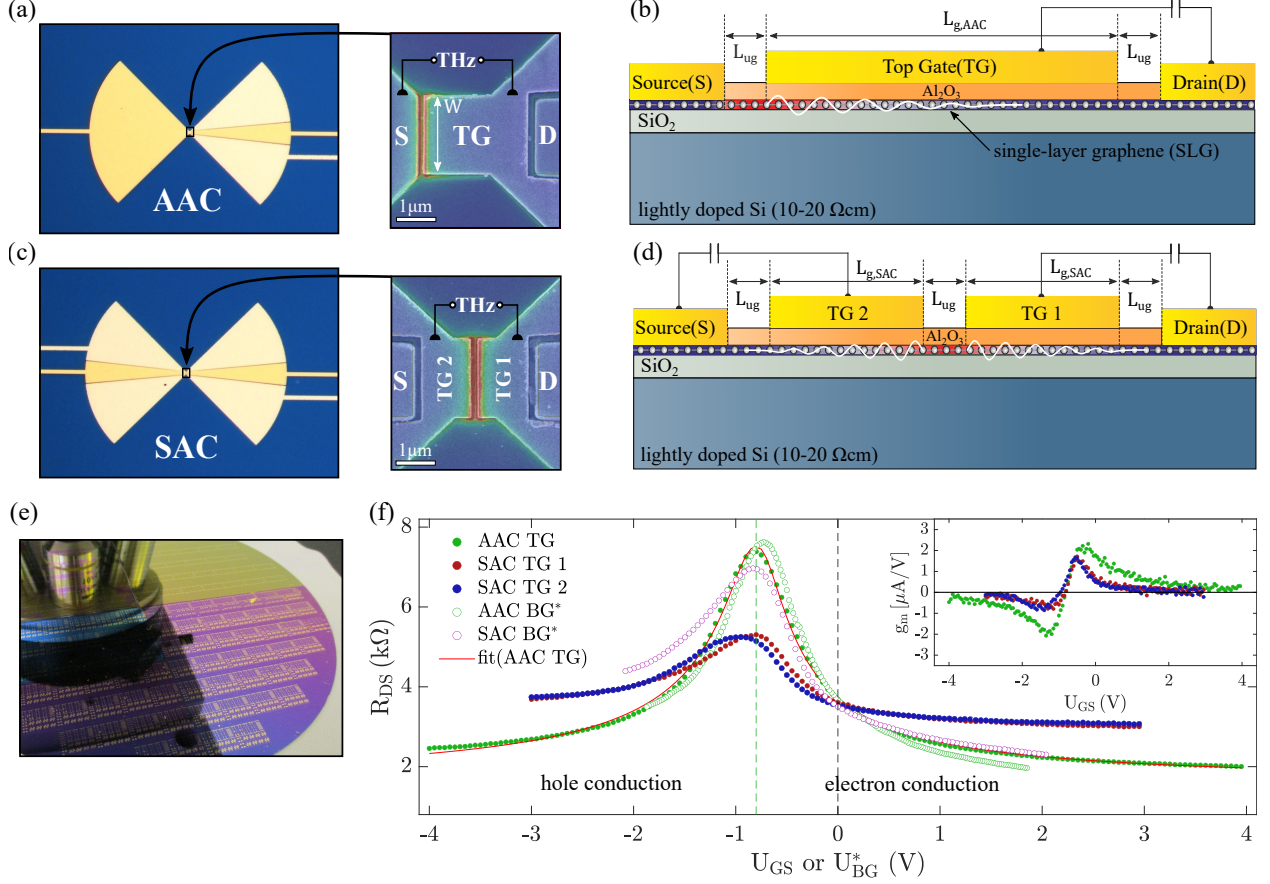 (a)
AAC
THz
W
S
TG
D
1μm
(b)
L_g,AAC
L_ug
L_ug
Source(S)
Top Gate(TG)
Drain(D)
Al₂O₃
SiO₂
single-layer graphene (SLG)
lightly doped Si (10-20 Ωcm)
(c)
SAC
THz
S
TG 2
TG 1
D
1μm
(d)
L_g,SAC
L_g,SAC
L_ug
L_ug
L_ug
Source(S)
TG 2
TG 1
Drain(D)
Al₂O₃
SiO₂
lightly doped Si (10-20 Ωcm)
(e)
(f)
R_DS (kΩ)
8
6
4
2
AAC TG
SAC TG 1
SAC TG 2
AAC BG*
SAC BG*
fit(AAC TG)
hole conduction
electron conduction
-4 -3 -2 -1 0 1 2 3 4
U_GS or U*_BG (V)
g_m [μA/V]
3
2
1
0
-1
-2
-3
-4 -2 0 2 4
U_GS (V)